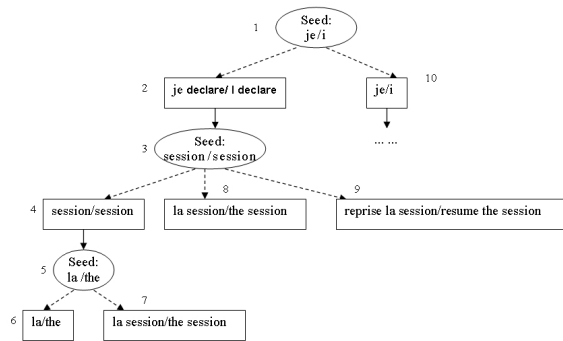 1
Seed:
je/i
2
je declare/ I declare
10
je/i
... ...
3
Seed:
session/session
8
9
4
session/session
la session/the session
reprise la session/resume the session
5
Seed:
la /the
7
6
la/the
la session/the session